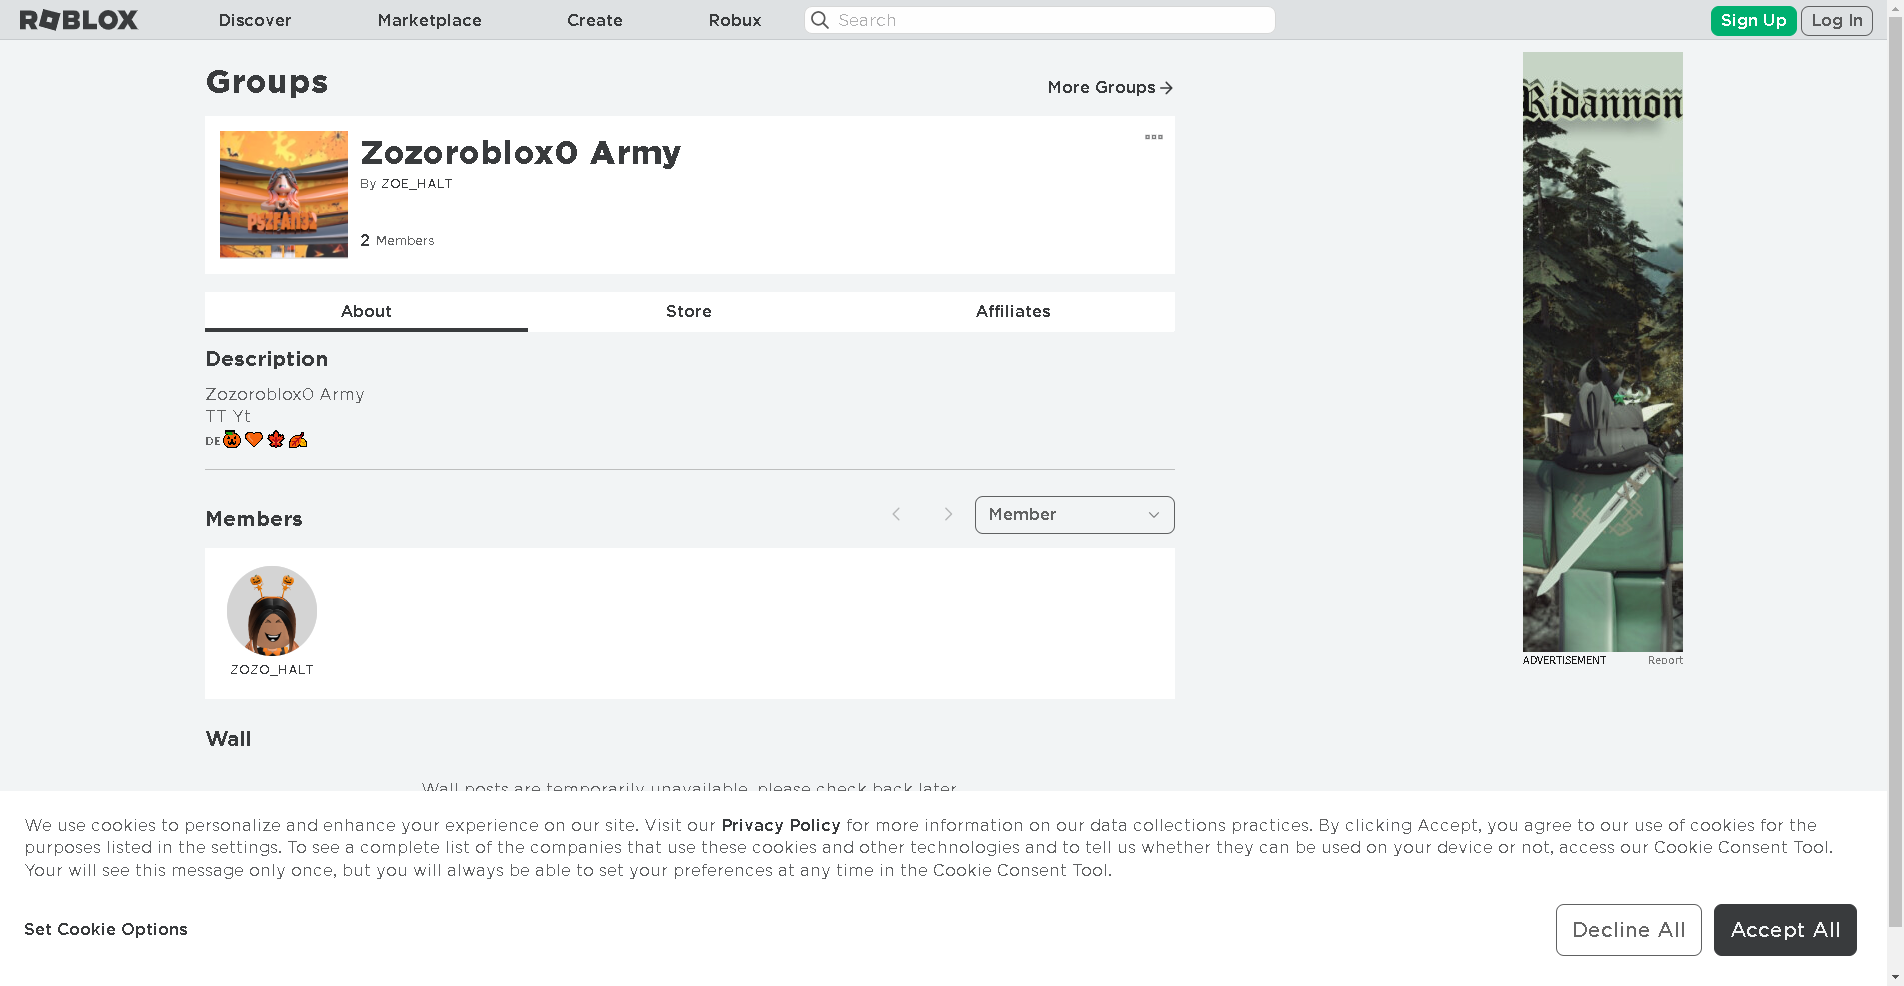 ROBLOX Discover Marketplace Create Robux Search Sign Up Log In
Groups
More Groups
Zozoroblox0 Army
By ZOE_HALT
2 Members
PSZFAN32
About Store Affiliates
Description
Zozoroblox0 Army
TT Yt
DE🎃🧡🍁🍂
Members
Member
ZOZO_HALT
Wall
Wall posts are temporarily unavailable, please check back later.
Ridannon
ADVERTISEMENT Report
We use cookies to personalize and enhance your experience on our site. Visit our Privacy Policy for more information on our data collections practices. By clicking Accept, you agree to our use of cookies for the
purposes listed in the settings. To see a complete list of the companies that use these cookies and other technologies and to tell us whether they can be used on your device or not, access our Cookie Consent Tool.
Your will see this message only once, but you will always be able to set your preferences at any time in the Cookie Consent Tool.
Set Cookie Options
Decline All
Accept All